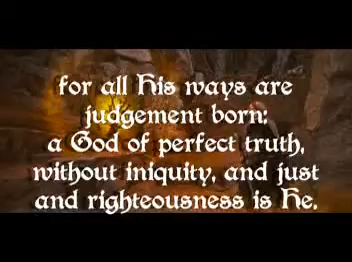 for all His ways are
judgement born:
a God of perfect truth,
without iniquity, and just
and righteousness is He.